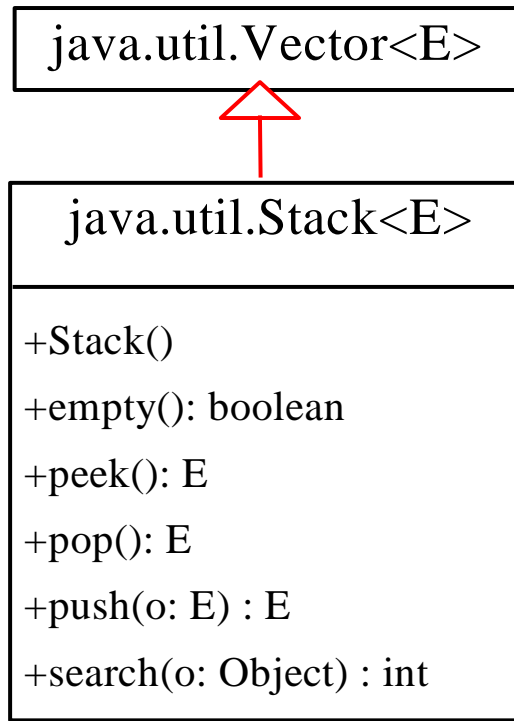 java.util.Vector<E>
java.util.Stack<E>
+Stack()
+empty(): boolean
+peek(): E
+pop(): E
+push(o: E) : E
+search(o: Object) : int